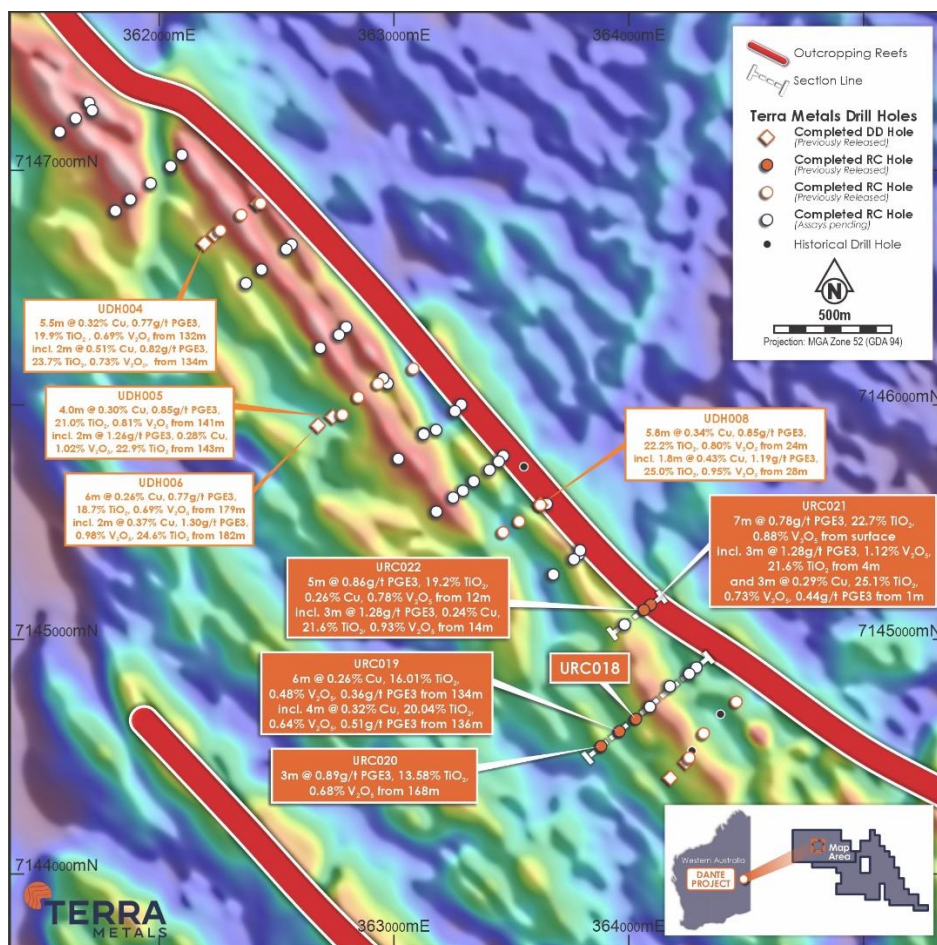 362000mE
363000mE
364000mE
Outcropping Reefs
Section Line
Terra Metals Drill Holes
Completed DD Hole
(Previously Released)
Completed RC Hole
(Previously Released)
Completed RC Hole
(Previously Released)
Completed RC Hole
(Assays pending)
Historical Drill Hole
N
500m
Projection: MGA Zone 52 (GDA 94)
7147000mN
UDH004
5.5m @ 0.32% Cu, 0.77g/t PGE3,
19.9% TiO₂, 0.69% V₂O₅ from 132m
incl. 2m @ 0.51% Cu, 0.82g/t PGE3,
23.7% TiO₂, 0.73% V₂O₅, from 134m
UDH005
4.0m @ 0.30% Cu, 0.85g/t PGE3,
21.0% TiO₂, 0.81% V₂O₅ from 141m
incl. 2m @ 1.26g/t PGE3, 0.28% Cu,
1.02% V₂O₅, 22.9% TiO₂ from 143m
7146000mN
UDH006
6m @ 0.26% Cu, 0.77g/t PGE3,
18.7% TiO₂, 0.69% V₂O₅ from 179m
incl. 2m @ 0.37% Cu, 1.30g/t PGE3,
0.98% V₂O₅, 24.6% TiO₂ from 182m
UDH008
5.8m @ 0.34% Cu, 0.85g/t PGE3,
22.2% TiO₂, 0.80% V₂O₅ from 24m
incl. 1.8m @ 0.43% Cu, 1.19g/t PGE3,
25.0% TiO₂, 0.95% V₂O₅ from 28m
URC021
7m @ 0.78g/t PGE3, 22.7% TiO₂,
0.88% V₂O₅ from surface
incl. 3m @ 1.28g/t PGE3, 1.12% V₂O₅,
21.6% TiO₂ from 4m
and 3m @ 0.29% Cu, 25.1% TiO₂,
0.73% V₂O₅, 0.44g/t PGE3 from 1m
URC022
5m @ 0.86g/t PGE3, 19.2% TiO₂,
0.26% Cu, 0.78% V₂O₅ from 12m
incl. 3m @ 1.28g/t PGE3, 0.24% Cu,
21.6% TiO₂, 0.93% V₂O₅ from 14m
7145000mN
7145000mN
URC019
6m @ 0.26% Cu, 16.01% TiO₂,
0.48% V₂O₅, 0.36g/t PGE3 from 134m
incl. 4m @ 0.32% Cu, 20.04% TiO₂,
0.64% V₂O₅, 0.51g/t PGE3 from 136m
URC018
URC020
3m @ 0.89g/t PGE3, 13.58% TiO₂,
0.68% V₂O₅ from 168m
7144000mN
Western Australia
DANTE
PROJECT
Map
Area
TERRA
METALS
363000mE
364000mE